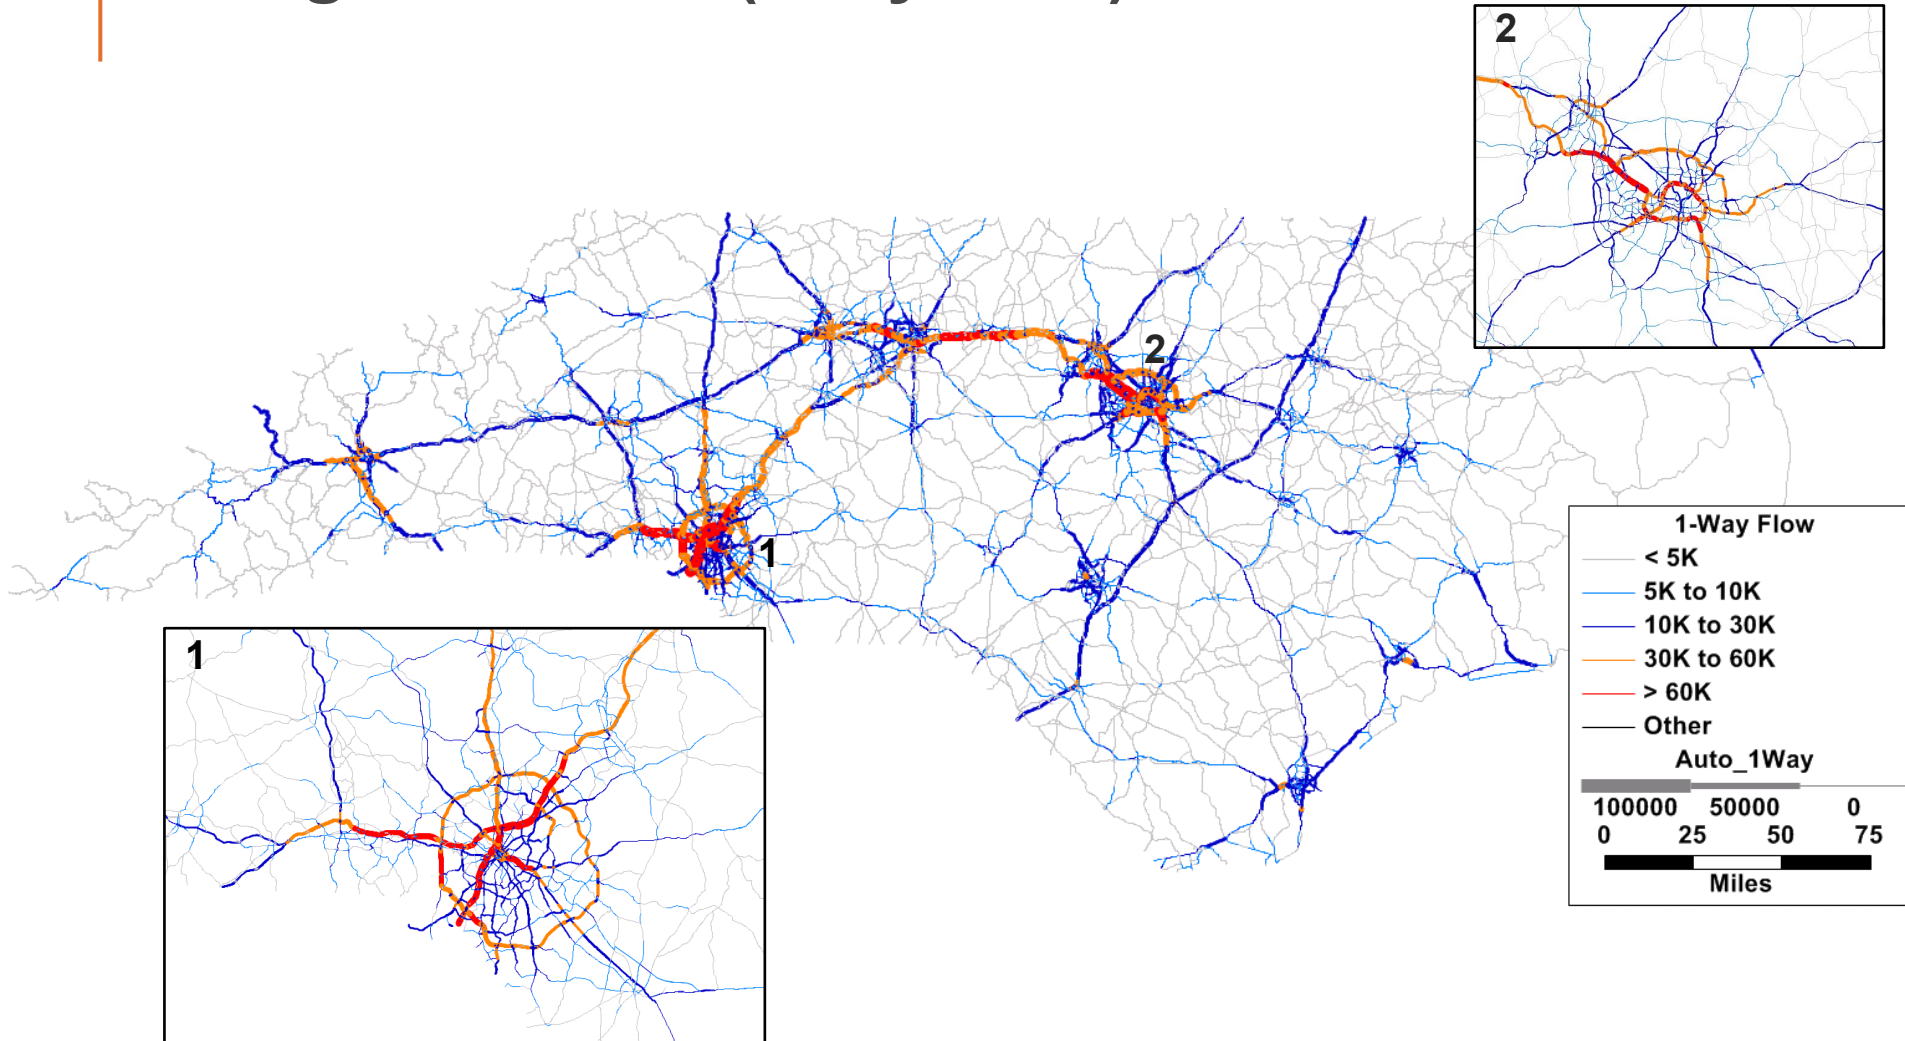 2
2
1
1
1-Way Flow
< 5K
5K to 10K
10K to 30K
30K to 60K
> 60K
Other
Auto_1Way
100000 50000 0
0 25 50 75
Miles